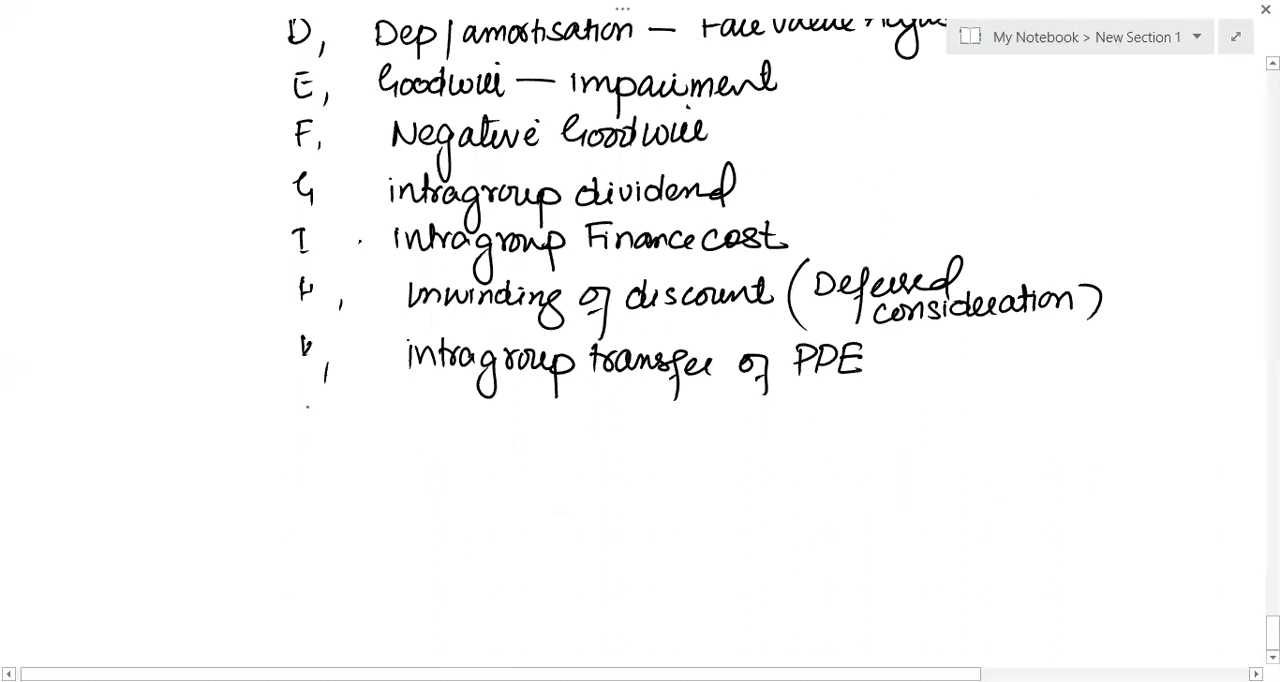 D, Dep/amortisation —
My Notebook > New Section 1
E, Goodwill — impairment
F, Negative Goodwill
G intragroup dividend
I intragroup Finance cost
unwinding of discount (Deferred
consideration)
intragroup transfer of PPE